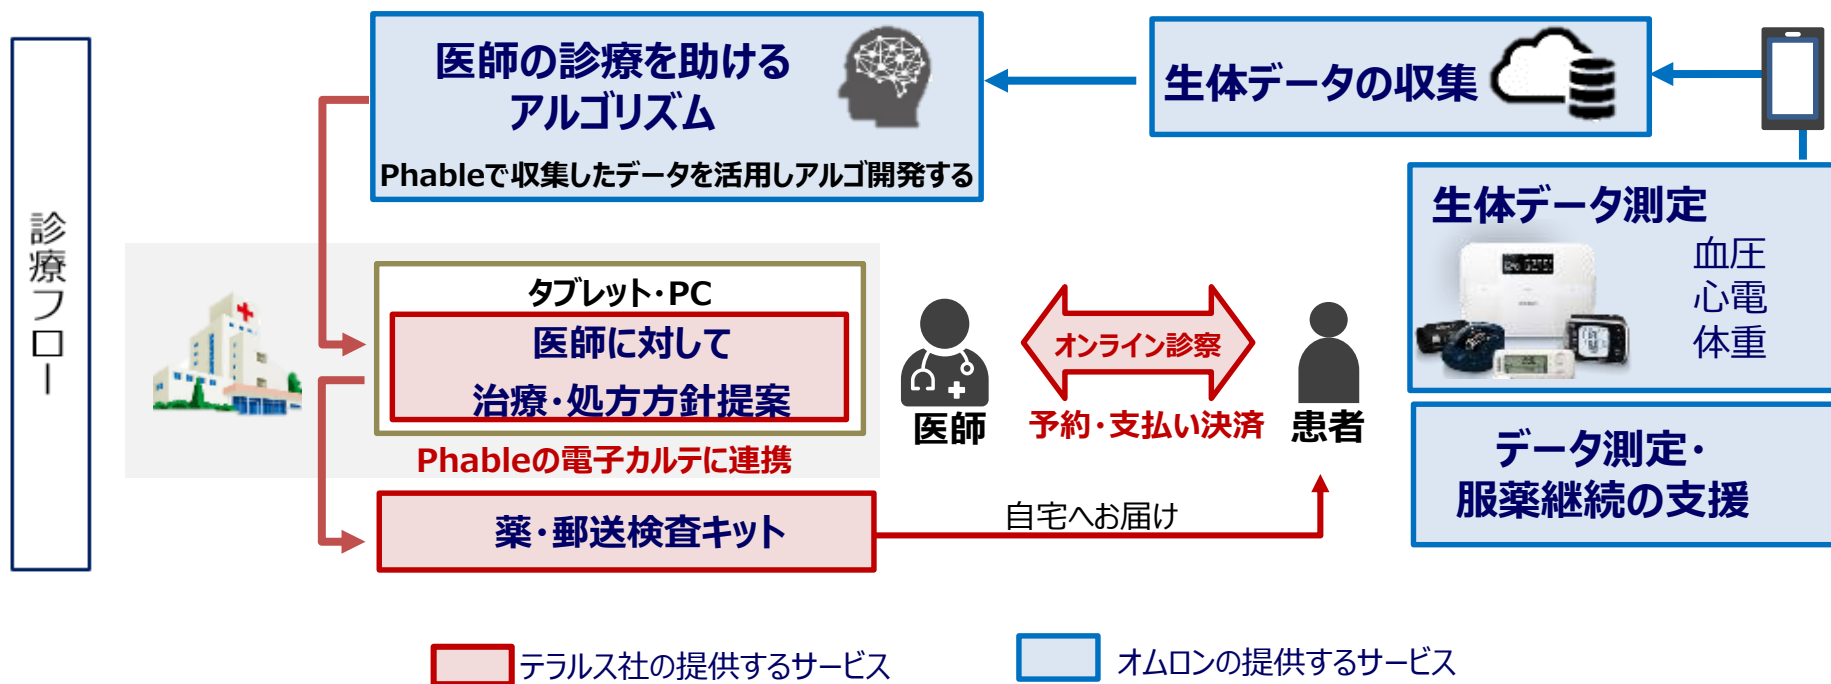 診療フロー
医師の診療を助ける
アルゴリズム
Phableで収集したデータを活用しアルゴ開発する
生体データの収集
生体データ測定
血圧
心電
体重
タブレット・PC
医師に対して
治療・処方方針提案
Phableの電子カルテに連携
医師
オンライン診察
予約・支払い決済
患者
データ測定・
服薬継続の支援
薬・郵送検査キット
自宅へお届け
テラルス社の提供するサービス
オムロンの提供するサービス